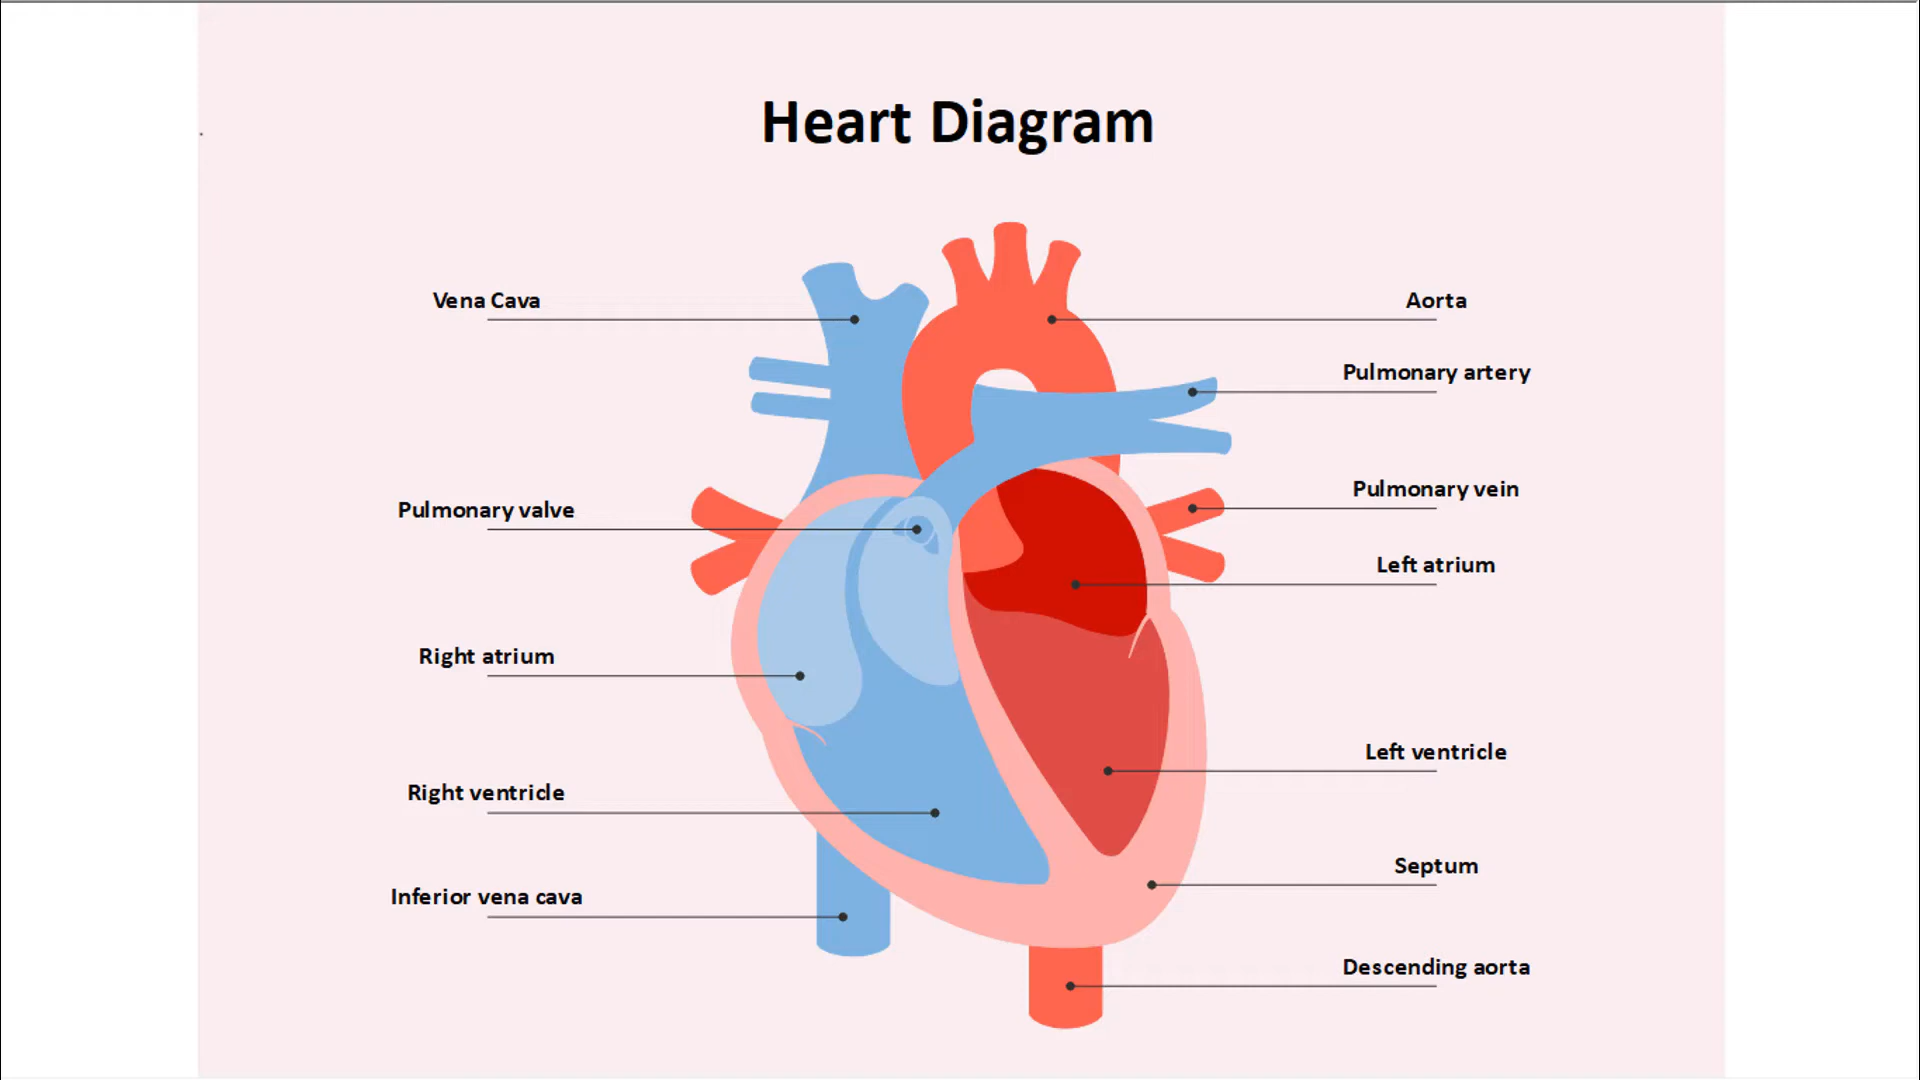 Heart Diagram
Vena Cava
Aorta
Pulmonary artery
Pulmonary valve
Pulmonary vein
Left atrium
Right atrium
Left ventricle
Right ventricle
Septum
Inferior vena cava
Descending aorta